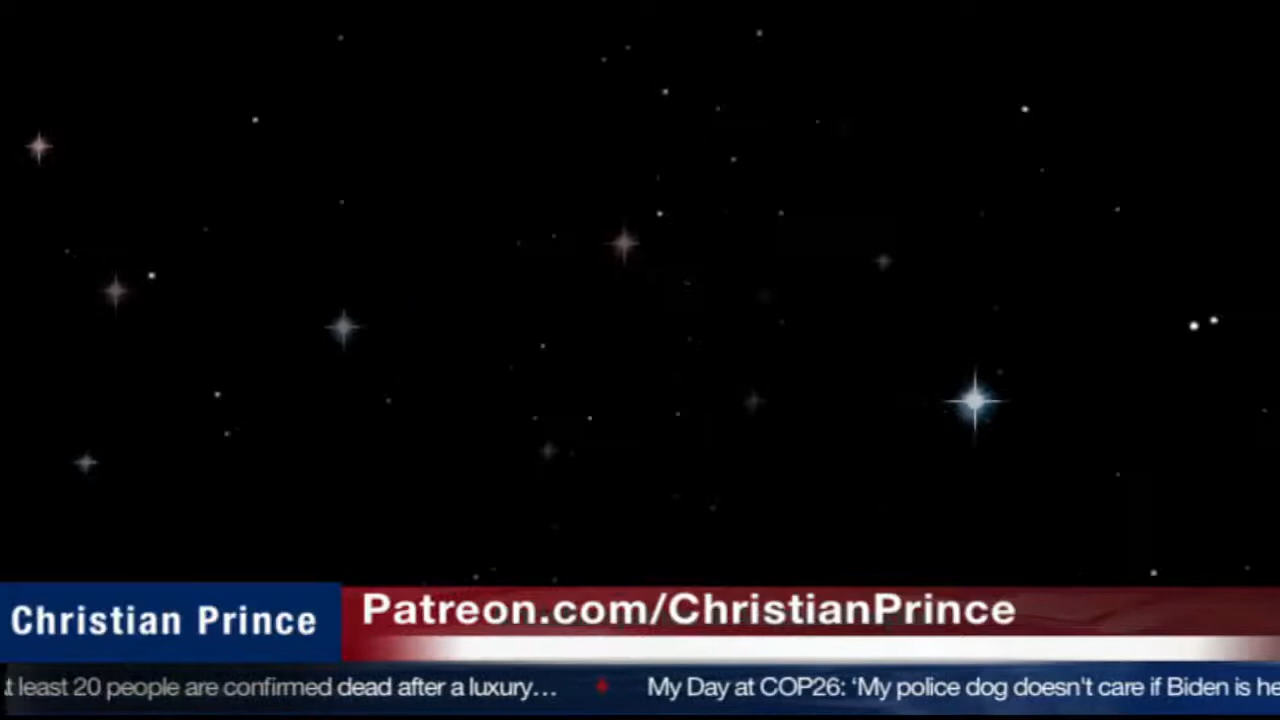 Christian Prince
Patreon.com/ChristianPrince
t least 20 people are confirmed dead after a luxury… My Day at COP26: ‘My police dog doesn't care if Biden is he